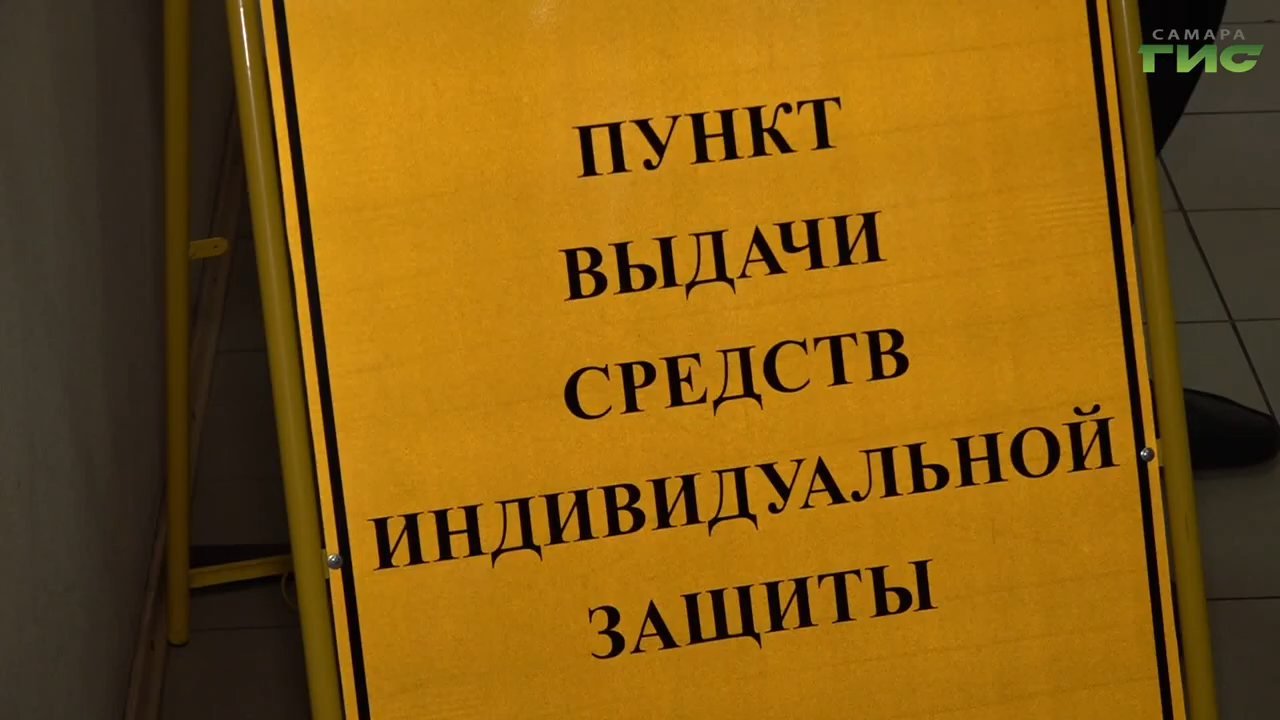 САМАРА
ГИС
ПУНКТ
ВЫДАЧИ
СРЕДСТВ
ИНДИВИДУАЛЬНОЙ
ЗАЩИТЫ